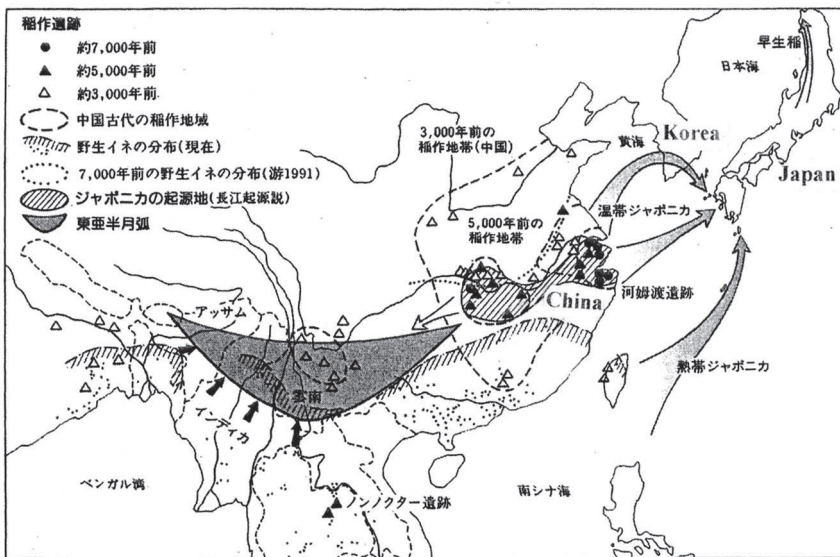 稲作遺跡
約7,000年前
約5,000年前
約3,000年前
中国古代の稲作地域
野生イネの分布(現在)
7,000年前の野生イネの分布(游1991)
ジャポニカの起源地(長江起源説)
東亜半月弧
早生稲
日本海
3,000年前の
稲作地帯(中国)
黄海
Korea
Japan
5,000年前の
稲作地帯
温帯ジャポニカ
China
河姆渡遺跡
アッサム
雲南
インディカ
熱帯ジャポニカ
ベンガル湾
ノンノクター遺跡
南シナ海